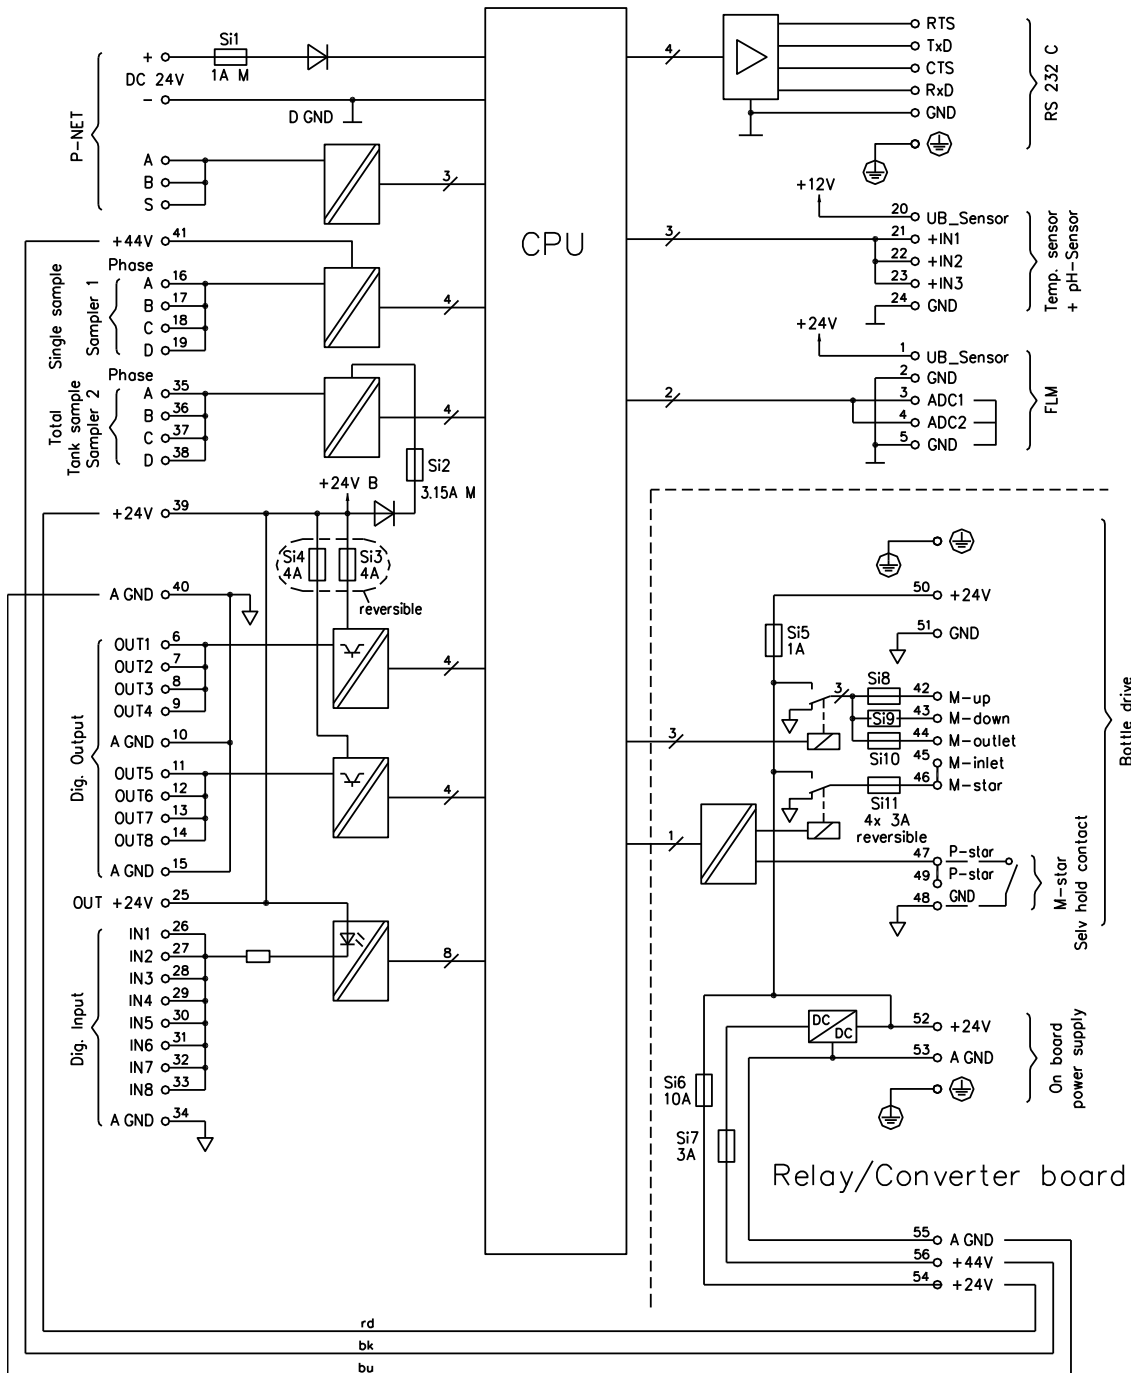 P-NET
+
DC 24V
-
Si1
1A M
D GND
A
B
S
3
+44V 41
Single sample
Sampler 1
Phase
A 16
B 17
C 18
D 19
4
Total
Tank sample
Sampler 2
Phase
A 35
B 36
C 37
D 38
4
Si2
3.15A M
+24V B
+24V 39
Si4
4A
Si3
4A
reversible
A GND 40
Dig. Output
OUT1 6
OUT2 7
OUT3 8
OUT4 9
4
A GND 10
OUT5 11
OUT6 12
OUT7 13
OUT8 14
4
A GND 15
OUT +24V 25
Dig. Input
IN1 26
IN2 27
IN3 28
IN4 29
IN5 30
IN6 31
IN7 32
IN8 33
8
A GND 34
CPU
4
RTS
TxD
CTS
RxD
GND
RS 232 C
+12V
3
20 UB_Sensor
21 +IN1
22 +IN2
23 +IN3
24 GND
Temp. sensor
+ pH-Sensor
+24V
2
1 UB_Sensor
2 GND
3 ADC1
4 ADC2
5 GND
FLM
50 +24V
51 GND
Si5
1A
3
3
Si8
Si9
Si10
42 M-up
43 M-down
44 M-outlet
45 M-inlet
46 M-star
Si11
4x 3A
reversible
1
47 P-star
49 P-star
48 GND
M-star
Selv hold contact
Bottle drive
DC
DC
52 +24V
53 A GND
On board
power supply
Si6
10A
Si7
3A
Relay/Converter board
55 A GND
56 +44V
54 +24V
rd
bk
bu